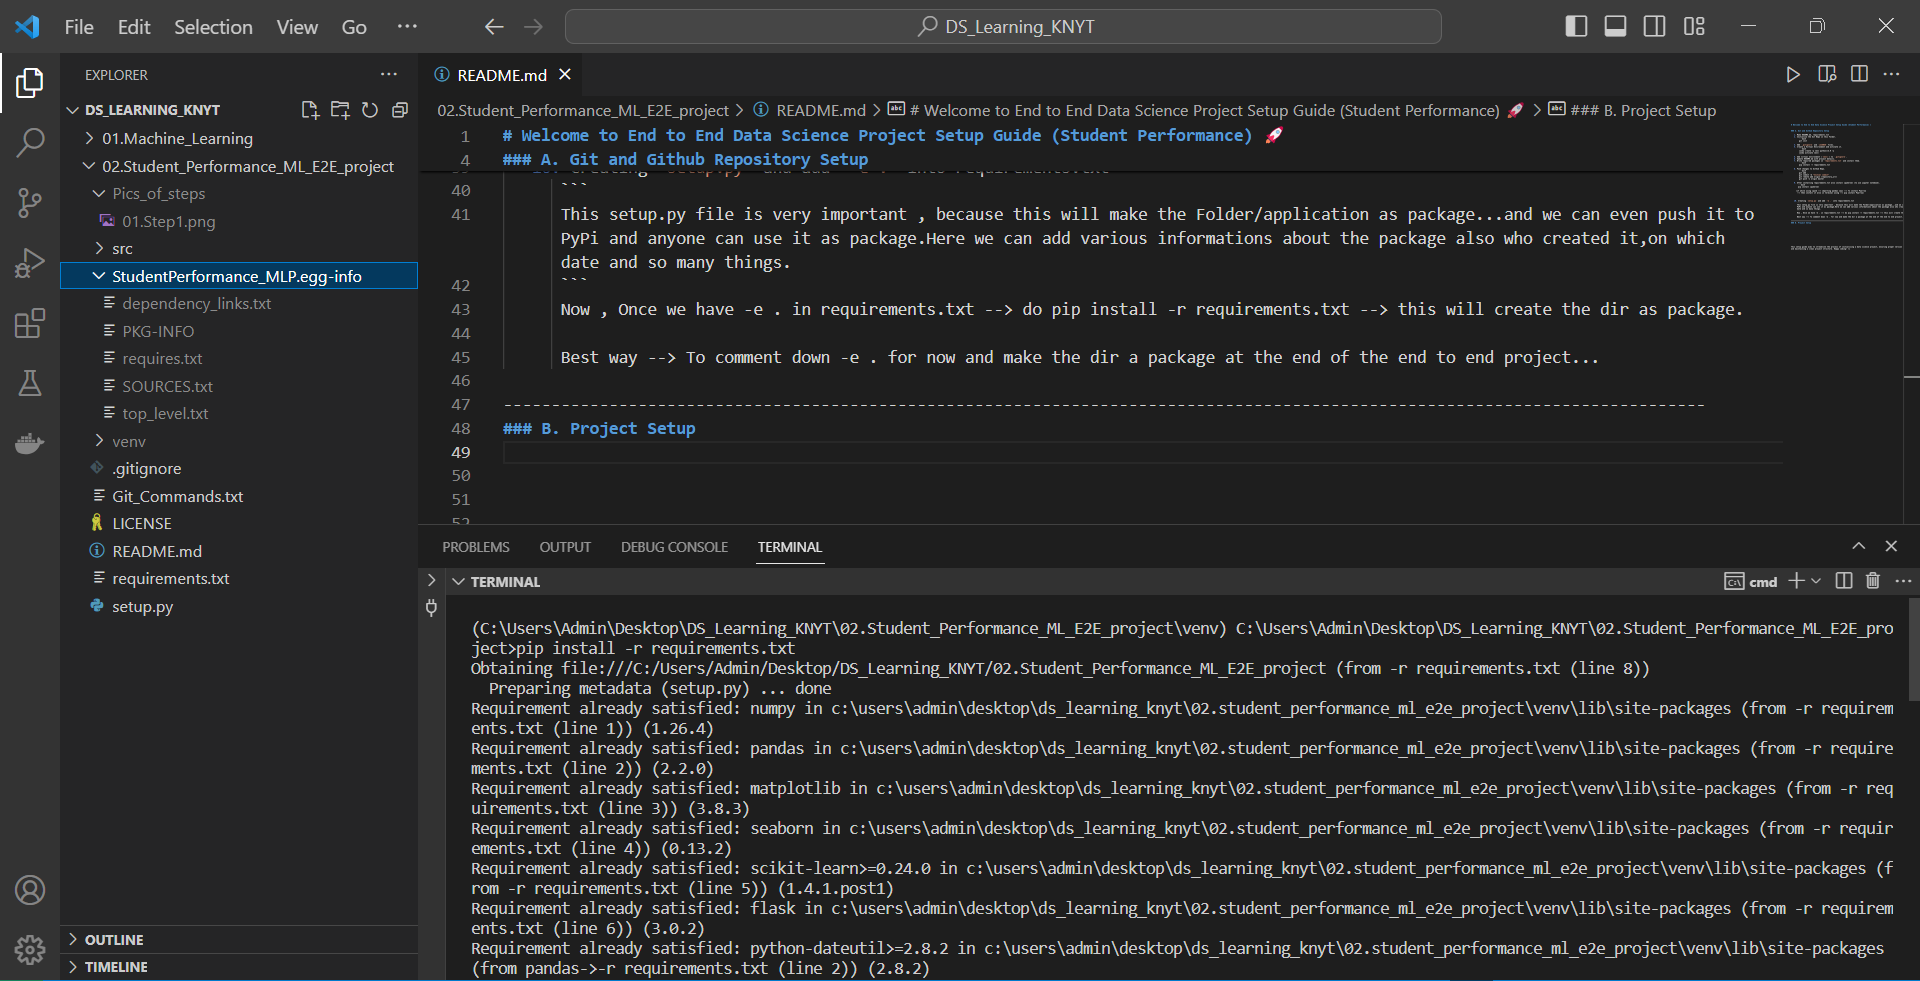 File Edit Selection View Go ··· DS_Learning_KNYT
EXPLORER
DS_LEARNING_KNYT
01.Machine_Learning
02.Student_Performance_ML_E2E_project
Pics_of_steps
01.Step1.png
src
StudentPerformance_MLP.egg-info
dependency_links.txt
PKG-INFO
requires.txt
SOURCES.txt
top_level.txt
venv
.gitignore
Git_Commands.txt
LICENSE
README.md
requirements.txt
setup.py
OUTLINE
TIMELINE
README.md
02.Student_Performance_ML_E2E_project > README.md > # Welcome to End to End Data Science Project Setup Guide (Student Performance) 🚀 > ### B. Project Setup
1 # Welcome to End to End Data Science Project Setup Guide (Student Performance) 🚀
4 ### A. Git and Github Repository Setup
40 ```
41 This setup.py file is very important , because this will make the Folder/application as package...and we can even push it to
PyPi and anyone can use it as package.Here we can add various informations about the package also who created it,on which
date and so many things.
42 ```
43 Now , Once we have -e . in requirements.txt --> do pip install -r requirements.txt --> this will create the dir as package.
44
45 Best way --> To comment down -e . for now and make the dir a package at the end of the end to end project...
46
47 -----------------------------------------------------------------------------------------------------------------------------
48 ### B. Project Setup
49
50
51
52
PROBLEMS OUTPUT DEBUG CONSOLE TERMINAL
TERMINAL cmd
(C:\Users\Admin\Desktop\DS_Learning_KNYT\02.Student_Performance_ML_E2E_project\venv) C:\Users\Admin\Desktop\DS_Learning_KNYT\02.Student_Performance_ML_E2E_pro
ject>pip install -r requirements.txt
Obtaining file:///C:/Users/Admin/Desktop/DS_Learning_KNYT/02.Student_Performance_ML_E2E_project (from -r requirements.txt (line 8))
Preparing metadata (setup.py) ... done
Requirement already satisfied: numpy in c:\users\admin\desktop\ds_learning_knyt\02.student_performance_ml_e2e_project\venv\lib\site-packages (from -r requirem
ents.txt (line 1)) (1.26.4)
Requirement already satisfied: pandas in c:\users\admin\desktop\ds_learning_knyt\02.student_performance_ml_e2e_project\venv\lib\site-packages (from -r require
ments.txt (line 2)) (2.2.0)
Requirement already satisfied: matplotlib in c:\users\admin\desktop\ds_learning_knyt\02.student_performance_ml_e2e_project\venv\lib\site-packages (from -r req
uirements.txt (line 3)) (3.8.3)
Requirement already satisfied: seaborn in c:\users\admin\desktop\ds_learning_knyt\02.student_performance_ml_e2e_project\venv\lib\site-packages (from -r requir
ements.txt (line 4)) (0.13.2)
Requirement already satisfied: scikit-learn>=0.24.0 in c:\users\admin\desktop\ds_learning_knyt\02.student_performance_ml_e2e_project\venv\lib\site-packages (f
rom -r requirements.txt (line 5)) (1.4.1.post1)
Requirement already satisfied: flask in c:\users\admin\desktop\ds_learning_knyt\02.student_performance_ml_e2e_project\venv\lib\site-packages (from -r requirem
ents.txt (line 6)) (3.0.2)
Requirement already satisfied: python-dateutil>=2.8.2 in c:\users\admin\desktop\ds_learning_knyt\02.student_performance_ml_e2e_project\venv\lib\site-packages
(from pandas->-r requirements.txt (line 2)) (2.8.2)